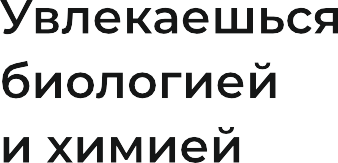 Увлекаешься
биологией
и химией